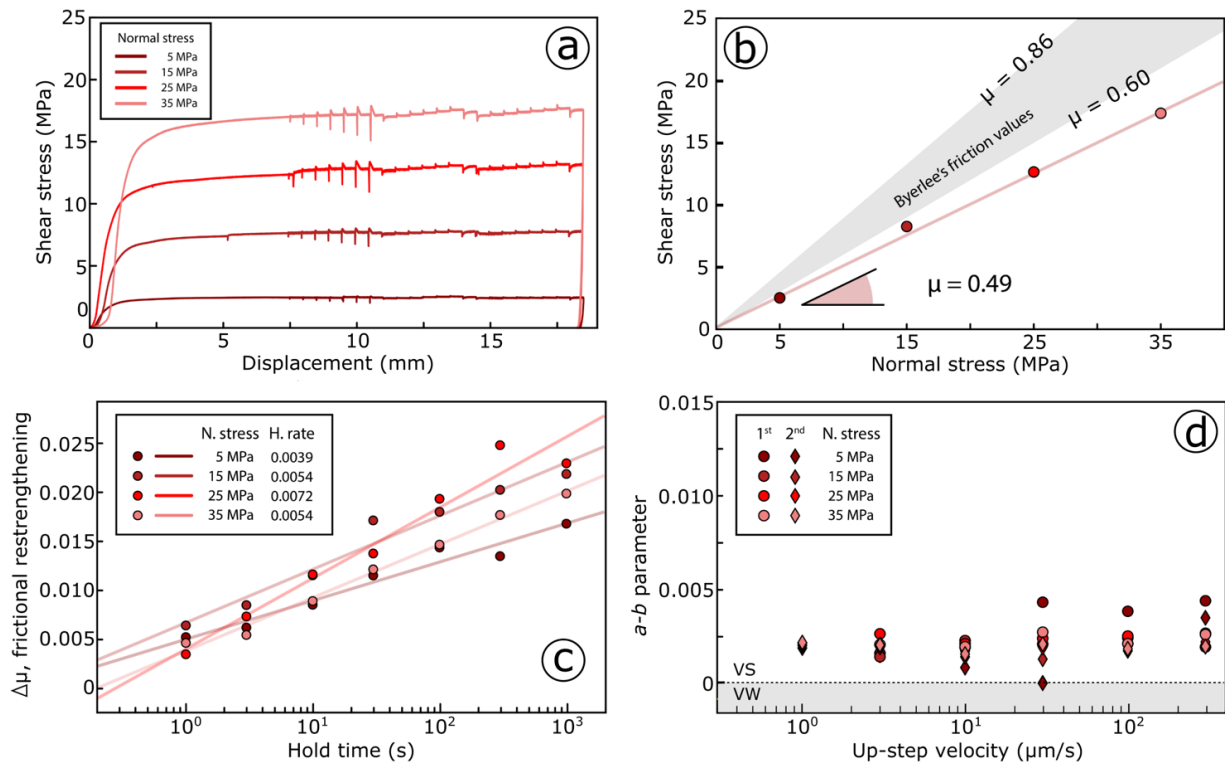 Shear stress (MPa)
25
20
15
10
5
0
Normal stress
5 MPa
15 MPa
25 MPa
35 MPa
a
0
5
10
15
Displacement (mm)
Shear stress (MPa)
25
20
15
10
5
0
b
μ = 0.86
μ = 0.60
Byerlee's friction values
μ = 0.49
0
5
15
25
35
Normal stress (MPa)
Δμ, frictional restrengthening
0.025
0.020
0.015
0.010
0.005
0
N. stress H. rate
5 MPa 0.0039
15 MPa 0.0054
25 MPa 0.0072
35 MPa 0.0054
c
10⁰
10¹
10²
10³
Hold time (s)
a-b parameter
0.015
0.010
0.005
0
1st 2nd N. stress
5 MPa
15 MPa
25 MPa
35 MPa
d
VS
VW
10⁰
10¹
10²
Up-step velocity (μm/s)